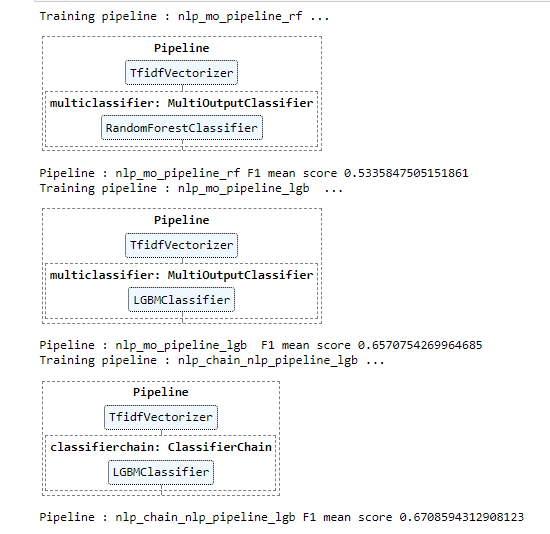 Training pipeline : nlp_mo_pipeline_rf ...
Pipeline
TfidfVectorizer
multiclassifier: MultiOutputClassifier
RandomForestClassifier
Pipeline : nlp_mo_pipeline_rf F1 mean score 0.5335847505151861
Training pipeline : nlp_mo_pipeline_lgb  ...
Pipeline
TfidfVectorizer
multiclassifier: MultiOutputClassifier
LGBMClassifier
Pipeline : nlp_mo_pipeline_lgb  F1 mean score 0.6570754269964685
Training pipeline : nlp_chain_nlp_pipeline_lgb ...
Pipeline
TfidfVectorizer
classifierchain: ClassifierChain
LGBMClassifier
Pipeline : nlp_chain_nlp_pipeline_lgb F1 mean score 0.6708594312908123